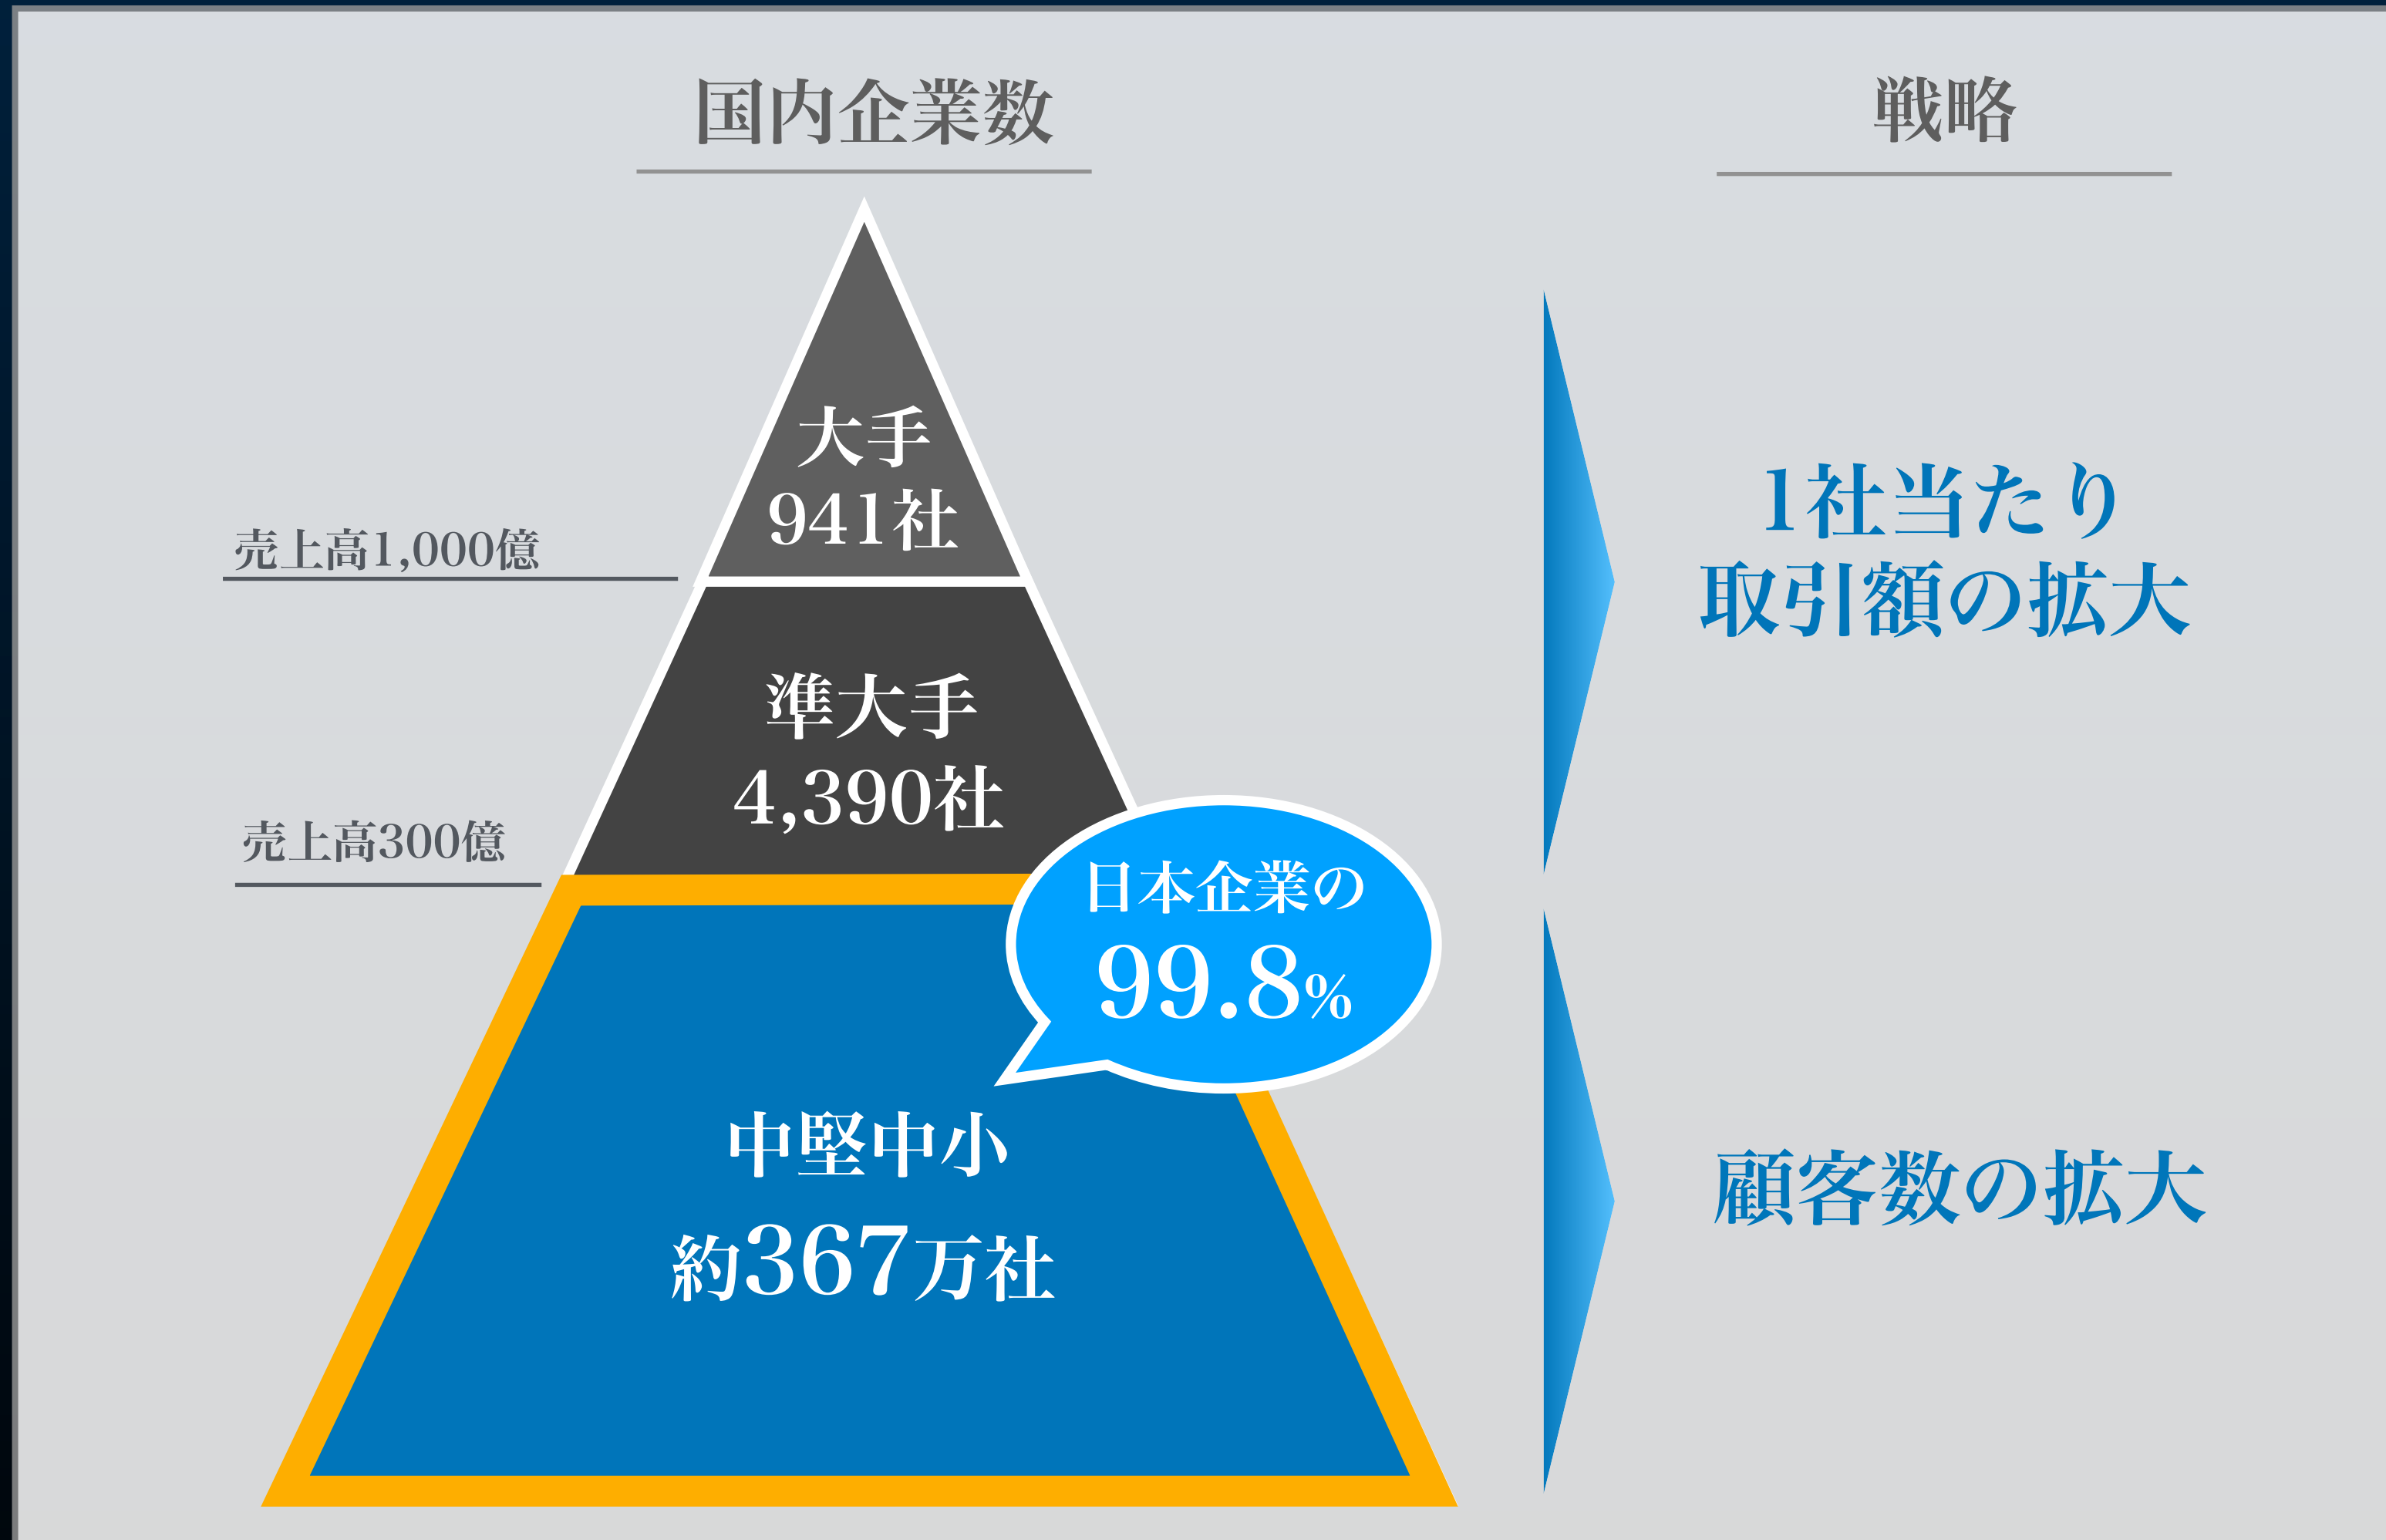 国内企業数
戦略
大手
941社
売上高1,000億
準大手
4,390社
売上高300億
日本企業の
99.8%
中堅中小
約367万社
1社当たり
取引額の拡大
顧客数の拡大